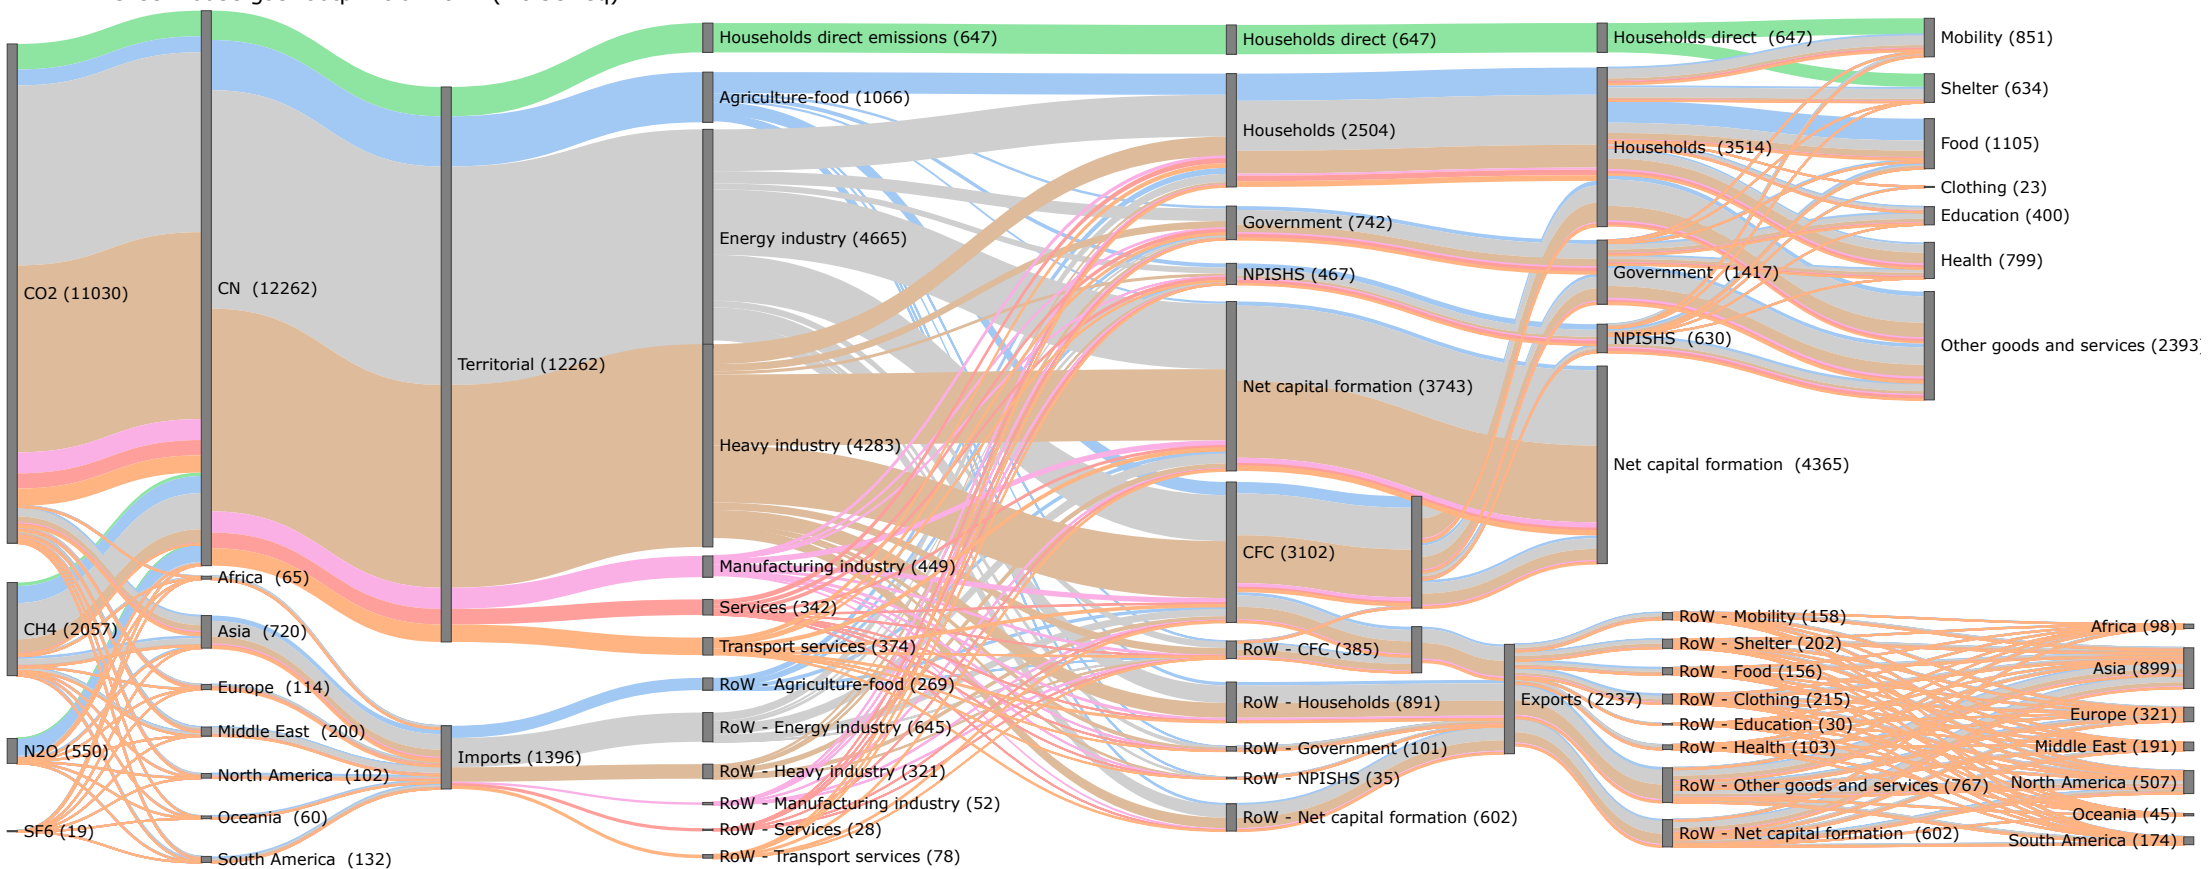 CO2 (11030)
CH4 (2057)
N2O (550)
SF6 (19)
CN (12262)
Africa (65)
Asia (720)
Europe (114)
Middle East (200)
North America (102)
Oceania (60)
South America (132)
Territorial (12262)
Imports (1396)
Households direct emissions (647)
Agriculture-food (1066)
Energy industry (4665)
Heavy industry (4283)
Manufacturing industry (449)
Services (342)
Transport services (374)
RoW - Agriculture-food (269)
RoW - Energy industry (645)
RoW - Heavy industry (321)
RoW - Manufacturing industry (52)
RoW - Services (28)
RoW - Transport services (78)
Households direct (647)
Households (2504)
Government (742)
NPISHS (467)
Net capital formation (3743)
CFC (3102)
RoW - CFC (385)
RoW - Households (891)
RoW - Government (101)
RoW - NPISHS (35)
RoW - Net capital formation (602)
Exports (2237)
Households direct (647)
Households (3514)
Government (1417)
NPISHS (630)
Net capital formation (4365)
RoW - Mobility (158)
RoW - Shelter (202)
RoW - Food (156)
RoW - Clothing (215)
RoW - Education (30)
RoW - Health (103)
RoW - Other goods and services (767)
RoW - Net capital formation (602)
Mobility (851)
Shelter (634)
Food (1105)
Clothing (23)
Education (400)
Health (799)
Other goods and services (2393)
Africa (98)
Asia (899)
Europe (321)
Middle East (191)
North America (507)
Oceania (45)
South America (174)